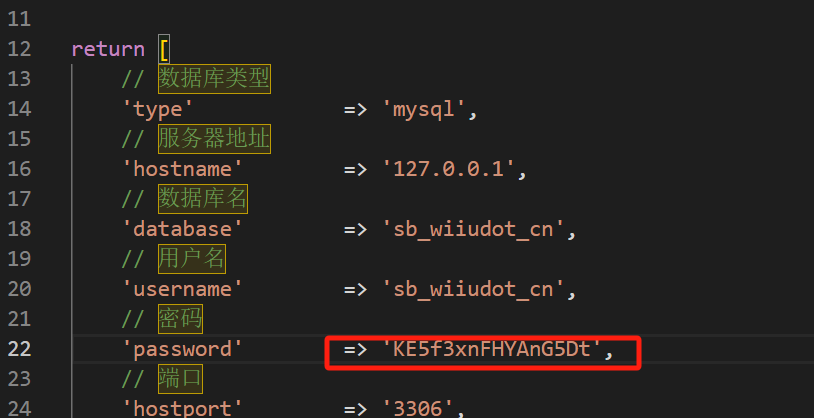 11
12 return [
13 // 数据库类型
14 'type' => 'mysql',
15 // 服务器地址
16 'hostname' => '127.0.0.1',
17 // 数据库名
18 'database' => 'sb_wiiudot_cn',
19 // 用户名
20 'username' => 'sb_wiiudot_cn',
21 // 密码
22 'password' => 'KE5f3xnFHYAnG5Dt',
23 // 端口
24 'hostport' => '3306',